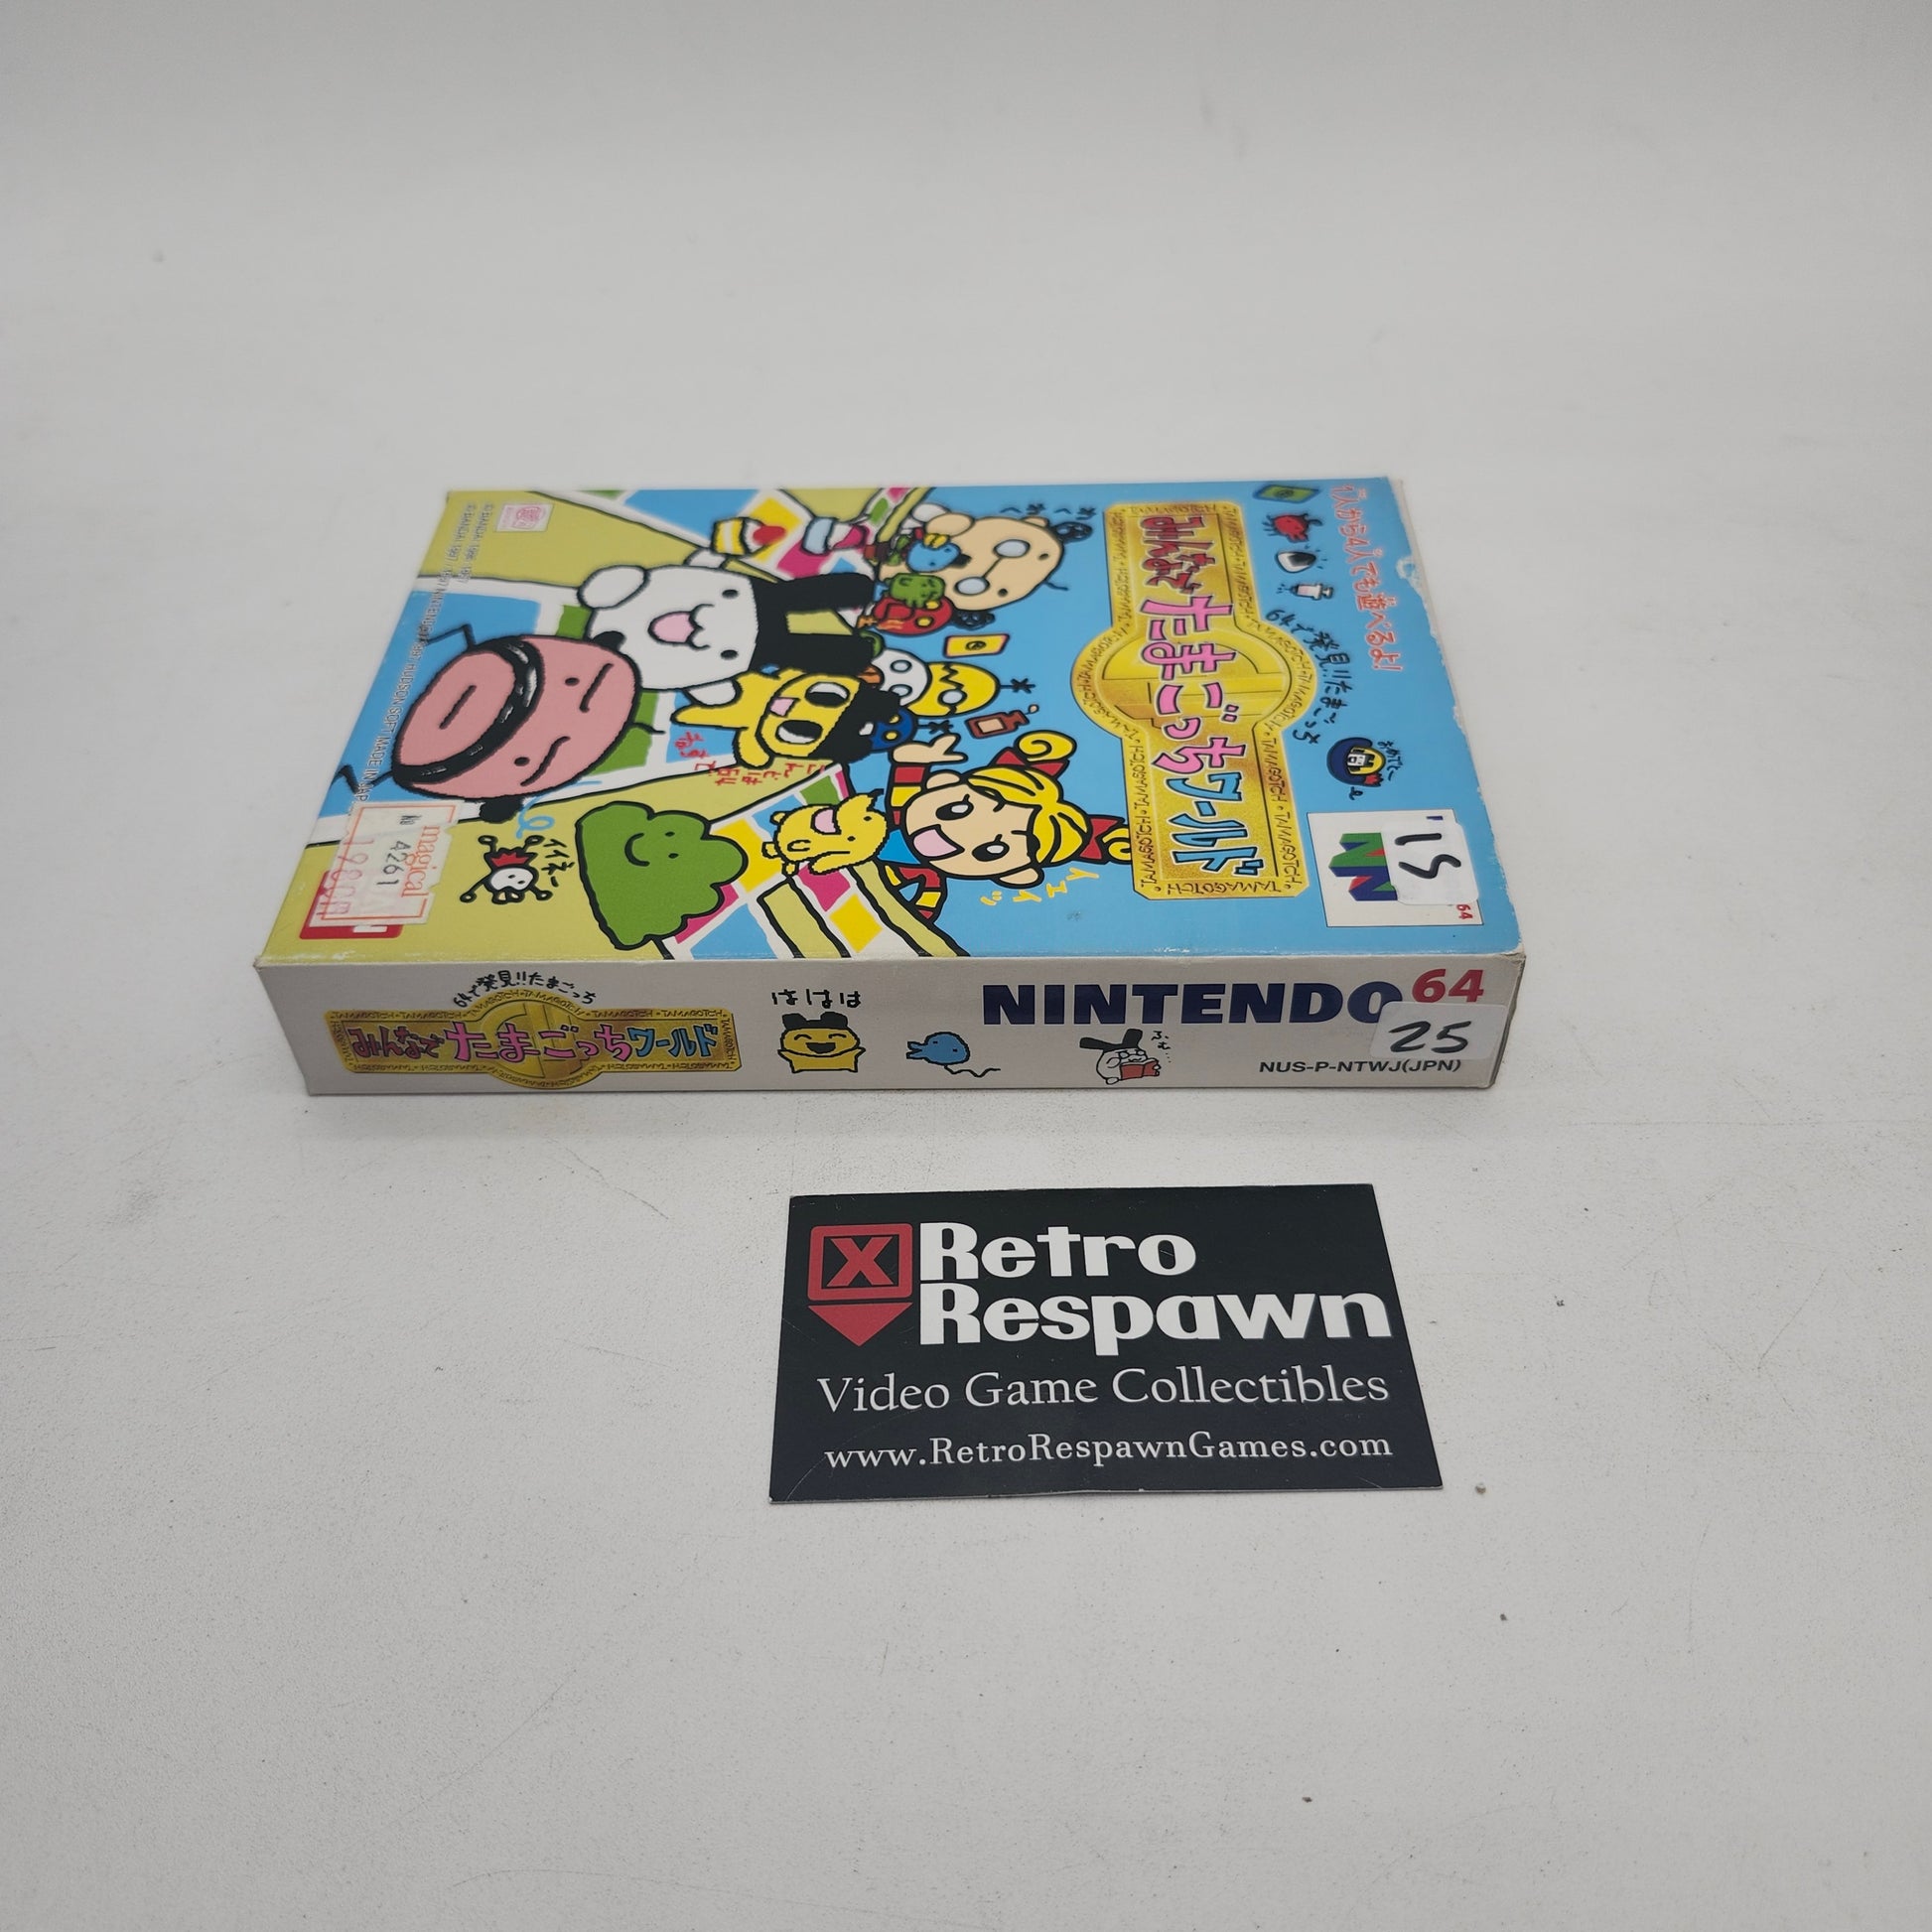 1人から4人でも遊べるよ!
64で発見!!たまごっち
みんなで
たまごっち
ワールド
15
64
magical
4261
64で発見!!たまごっち
みんなでたまごっちワールド
ははは
NINTENDO 64
25
NUS-P-NTWJ(JPN)
X Retro
Respawn
Video Game Collectibles
www.RetroRespawnGames.com